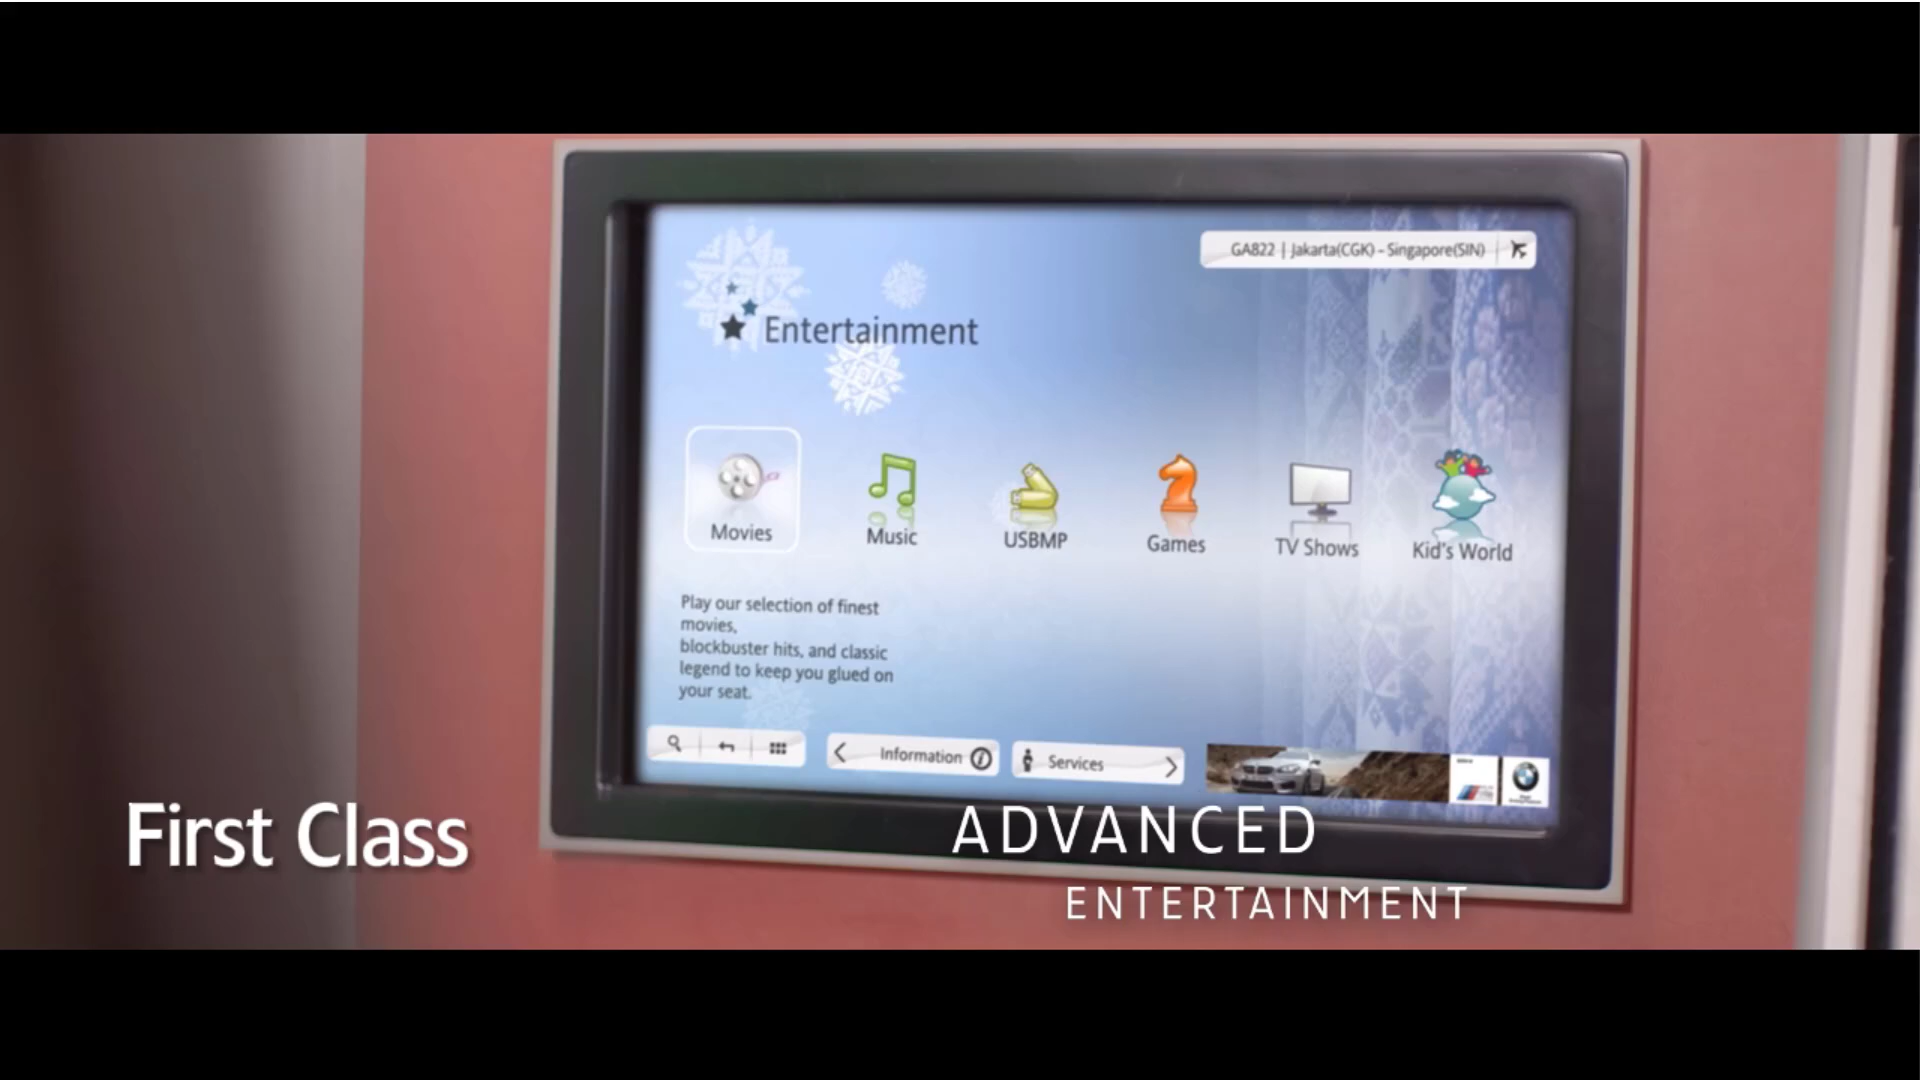 GA822 | Jakarta(CGK) - Singapore(SIN)
Entertainment
Movies
Music
USBMP
Games
TV Shows
Kid's World
Play our selection of finest
movies,
blockbuster hits, and classic
legend to keep you glued on
your seat.
Information
Services
First Class
ADVANCED
ENTERTAINMENT